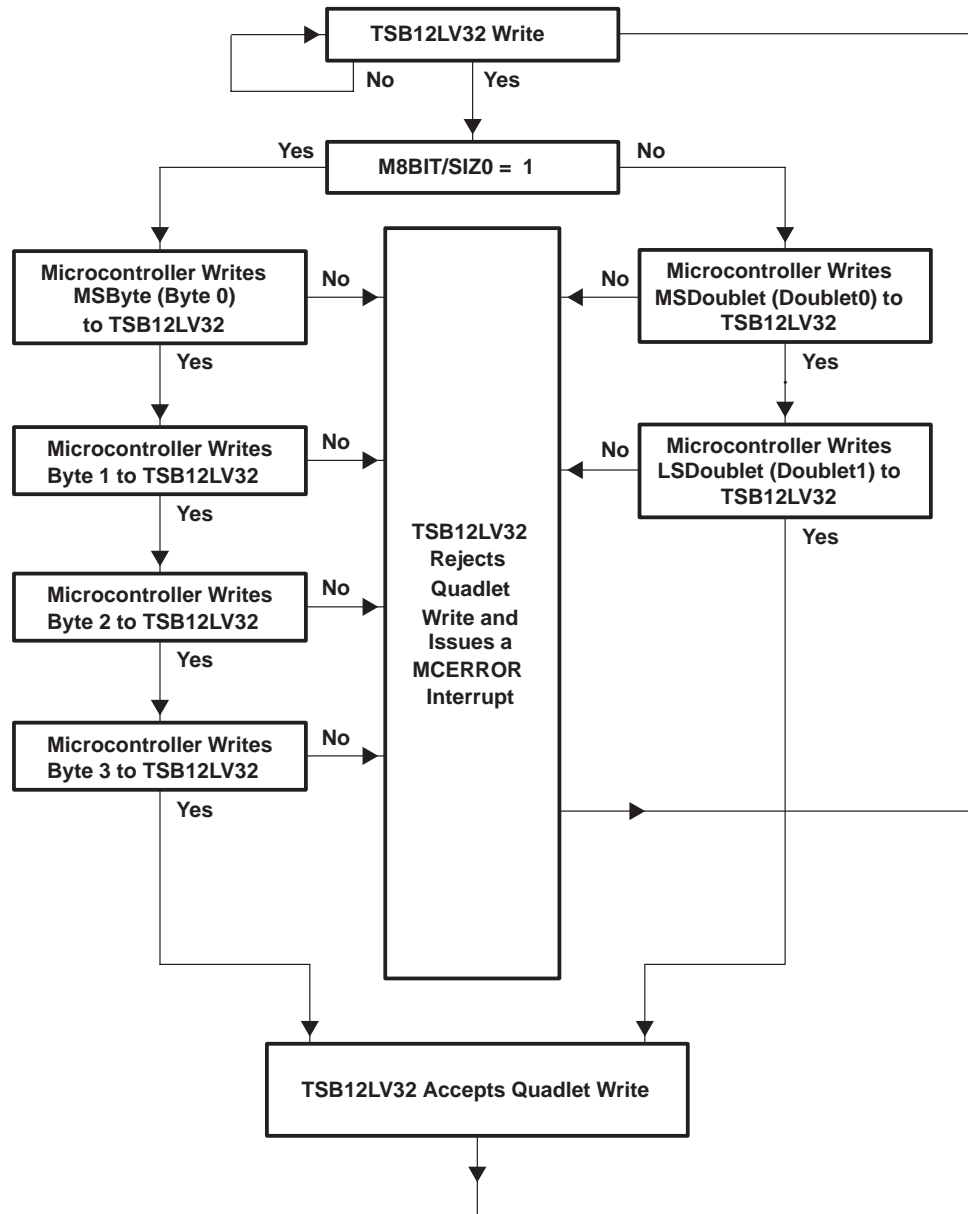 TSB12LV32 Write
No
Yes
Yes
M8BIT/SIZ0 = 1
No
Microcontroller Writes
MSByte (Byte 0)
to TSB12LV32
No
No
Microcontroller Writes
MSDoublet (Doublet0) to
TSB12LV32
Yes
Yes
Microcontroller Writes
Byte 1 to TSB12LV32
No
No
Microcontroller Writes
LSDoublet (Doublet1) to
TSB12LV32
Yes
Yes
TSB12LV32
Rejects
Quadlet
Write and
Issues a
MCERROR
Interrupt
Microcontroller Writes
Byte 2 to TSB12LV32
No
Yes
Microcontroller Writes
Byte 3 to TSB12LV32
No
Yes
TSB12LV32 Accepts Quadlet Write